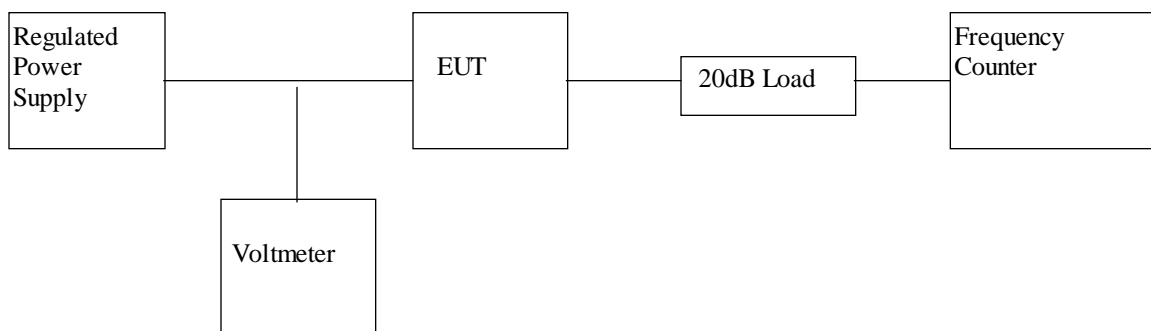 Regulated
Power
Supply
EUT
20dB Load
Frequency
Counter
Voltmeter